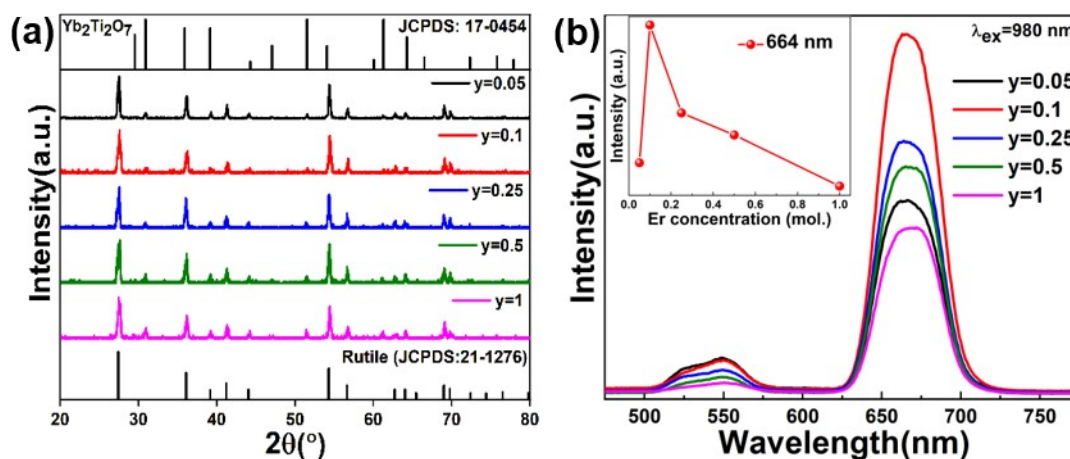 (a)
Yb₂Ti₂O₇
JCPDS: 17-0454
y=0.05
y=0.1
y=0.25
y=0.5
y=1
Rutile (JCPDS:21-1276)
Intensity(a.u.)
20 30 40 50 60 70 80
2θ(°)
(b)
λex=980 nm
y=0.05
y=0.1
y=0.25
y=0.5
y=1
664 nm
Intensity (a.u.)
0.0 0.2 0.4 0.6 0.8 1.0
Er concentration (mol.)
Intensity(a.u.)
500 550 600 650 700 750
Wavelength(nm)